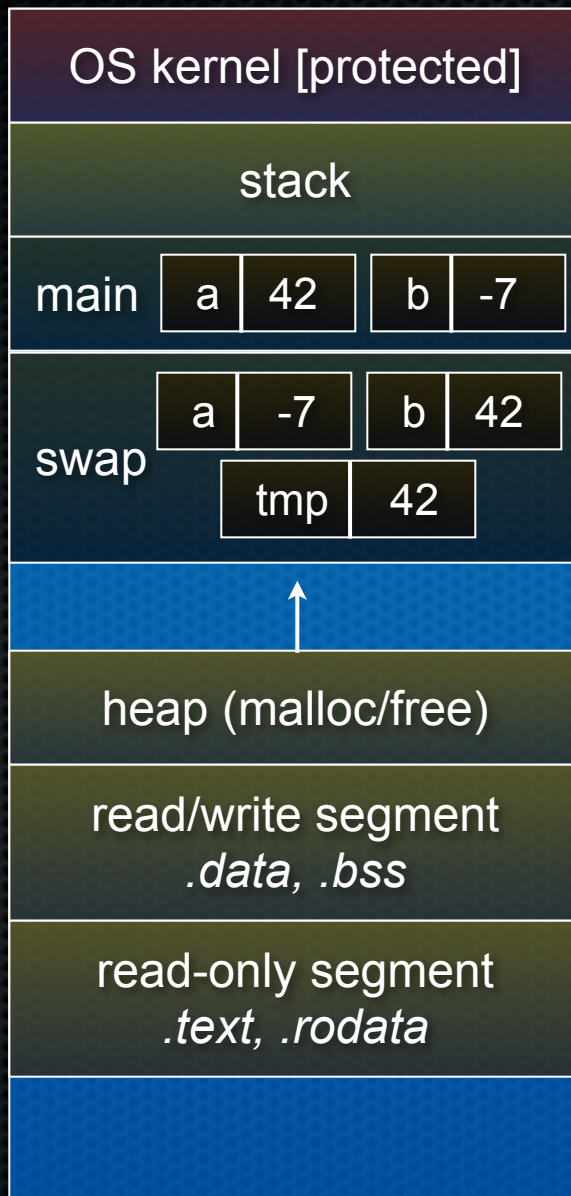 OS kernel [protected]
stack
main a 42 b -7
swap a -7 b 42
tmp 42
heap (malloc/free)
read/write segment
.data, .bss
read-only segment
.text, .rodata